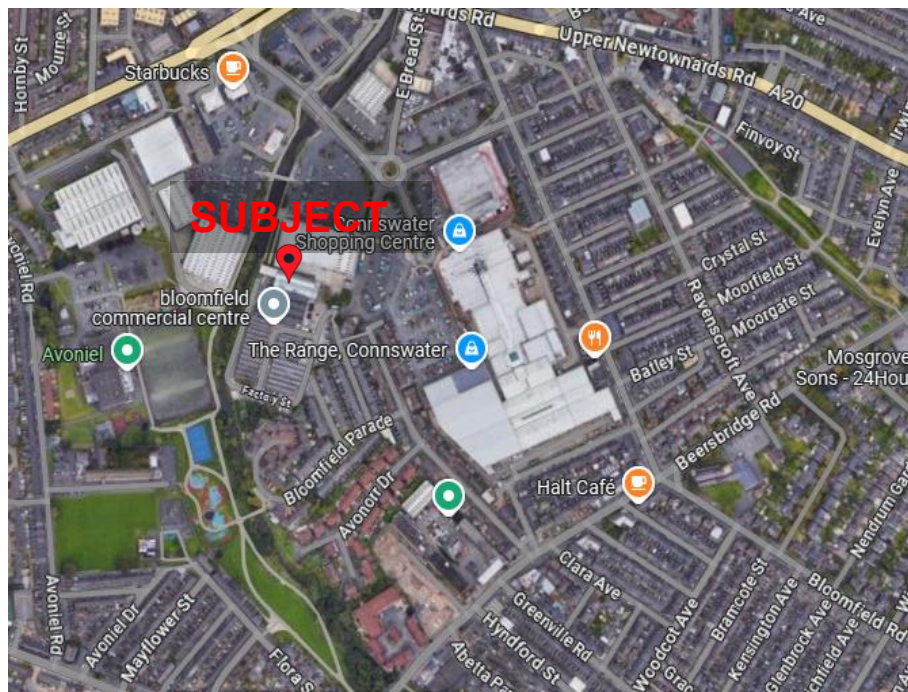 Hornby St
Mourne St
Starbucks
E Bread St
Upper Newtownards Rd
A20
Finvoy St
Evelyn Ave
SUBJECT
Connswater
Shopping Centre
bloomfield
commercial centre
Avoniel
The Range, Connswater
Factory St
Crystal St
Moorfield St
Moorgate St
Ravenscroft Ave
Batley St
Mosgrove
Sons - 24Hou
Beersbridge Rd
Bloomfield Parade
Avonorr Dr
Halt Café
Avoniel Rd
Avoniel Dr
Mayflower St
Flora S
Clara Ave
Greenville Rd
Hyndford St
Abetta Pa
Woodcot Ave
Bramcote St
Kensington Ave
Glenbrock Ave
Bloomfield Rd
Nendrum Gard